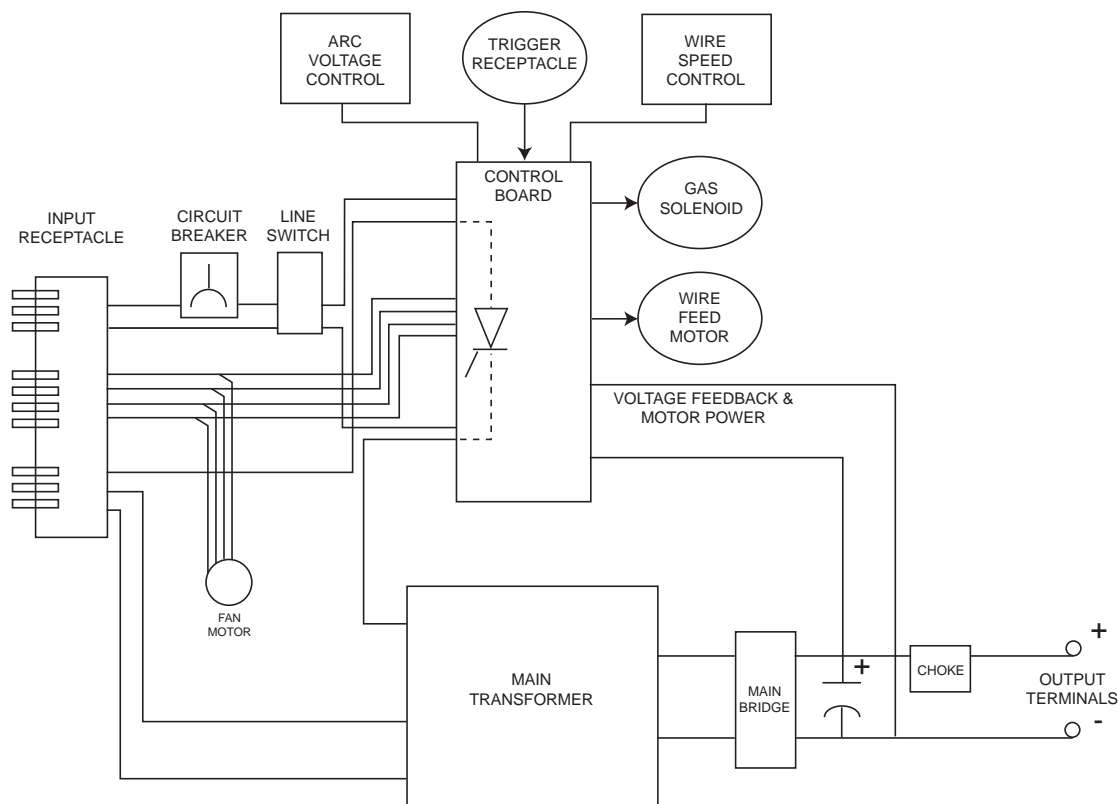 ARC
VOLTAGE
CONTROL
TRIGGER
RECEPTACLE
WIRE
SPEED
CONTROL
CONTROL
BOARD
GAS
SOLENOID
INPUT
RECEPTACLE
CIRCUIT
BREAKER
LINE
SWITCH
WIRE
FEED
MOTOR
VOLTAGE FEEDBACK &
MOTOR POWER
FAN
MOTOR
MAIN
TRANSFORMER
MAIN
BRIDGE
+
CHOKE
+
OUTPUT
TERMINALS
-